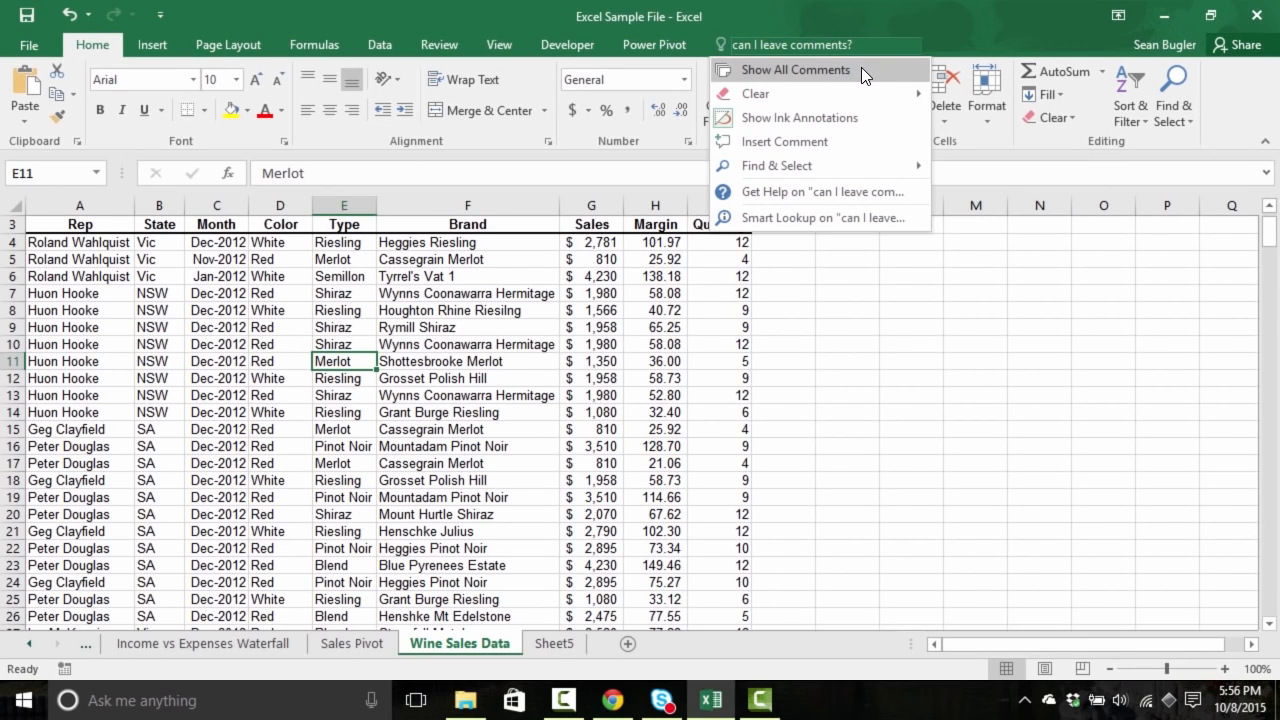 Excel Sample File - Excel
File Home Insert Page Layout Formulas Data Review View Developer Power Pivot can I leave comments? Sean Bugler Share
Paste
Clipboard
Arial 10
B I U
Font
Wrap Text
Merge & Center
Alignment
General
$ % ,
Number
Show All Comments
Clear
Show Ink Annotations
Insert Comment
Find & Select
Get Help on "can I leave com...
Smart Lookup on "can I leave...
Delete Format
Cells
AutoSum
Fill
Clear
Sort & Filter
Find & Select
Editing
E11 fx Merlot
A B C D E F G H M N O P Q
3 Rep State Month Color Type Brand Sales Margin Qu
4 Roland Wahlquist Vic Dec-2012 White Riesling Heggies Riesling $ 2,781 101.97 12
5 Roland Wahlquist Vic Nov-2012 Red Merlot Cassegrain Merlot $ 810 25.92 4
6 Roland Wahlquist Vic Jan-2012 White Semillon Tyrrel's Vat 1 $ 4,230 138.18 12
7 Huon Hooke NSW Dec-2012 Red Shiraz Wynns Coonawarra Hermitage $ 1,980 58.08 12
8 Huon Hooke NSW Dec-2012 White Riesling Houghton Rhine Riesilng $ 1,566 40.72 9
9 Huon Hooke NSW Dec-2012 Red Shiraz Rymill Shiraz $ 1,958 65.25 9
10 Huon Hooke NSW Dec-2012 Red Shiraz Wynns Coonawarra Hermitage $ 1,980 58.08 12
11 Huon Hooke NSW Dec-2012 Red Merlot Shottesbrooke Merlot $ 1,350 36.00 5
12 Huon Hooke NSW Dec-2012 White Riesling Grosset Polish Hill $ 1,958 58.73 9
13 Huon Hooke NSW Dec-2012 Red Shiraz Wynns Coonawarra Hermitage $ 1,980 52.80 12
14 Huon Hooke NSW Dec-2012 White Riesling Grant Burge Riesling $ 1,080 32.40 6
15 Geg Clayfield SA Dec-2012 Red Merlot Cassegrain Merlot $ 810 25.92 4
16 Peter Douglas SA Dec-2012 Red Pinot Noir Mountadam Pinot Noir $ 3,510 128.70 9
17 Peter Douglas SA Dec-2012 Red Merlot Cassegrain Merlot $ 810 21.06 4
18 Geg Clayfield SA Dec-2012 White Riesling Grosset Polish Hill $ 1,958 58.73 9
19 Peter Douglas SA Dec-2012 Red Pinot Noir Mountadam Pinot Noir $ 3,510 114.66 9
20 Peter Douglas SA Dec-2012 Red Shiraz Mount Hurtle Shiraz $ 2,070 67.62 12
21 Geg Clayfield SA Dec-2012 White Riesling Henschke Julius $ 2,790 102.30 12
22 Peter Douglas SA Dec-2012 Red Pinot Noir Heggies Pinot Noir $ 2,895 73.34 10
23 Peter Douglas SA Dec-2012 Red Blend Blue Pyrenees Estate $ 4,230 149.46 12
24 Geg Clayfield SA Dec-2012 Red Pinot Noir Heggies Pinot Noir $ 2,895 75.27 10
25 Peter Douglas SA Dec-2012 White Riesling Grant Burge Riesling $ 1,080 33.12 6
26 Peter Douglas SA Dec-2012 Red Blend Henshke Mt Edelstone $ 2,475 77.55 5
... Income vs Expenses Waterfall Sales Pivot Wine Sales Data Sheet5
Ready 100%
Ask me anything
5:56 PM
10/8/2015